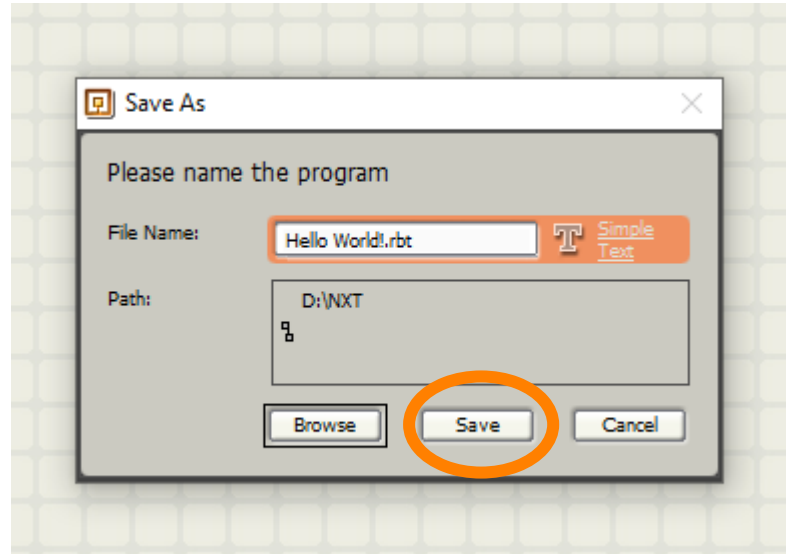 Save As
Please name the program
File Name:
Hello World!.rbt
T
Simple
Text
Path:
D:\NXT
Browse
Save
Cancel